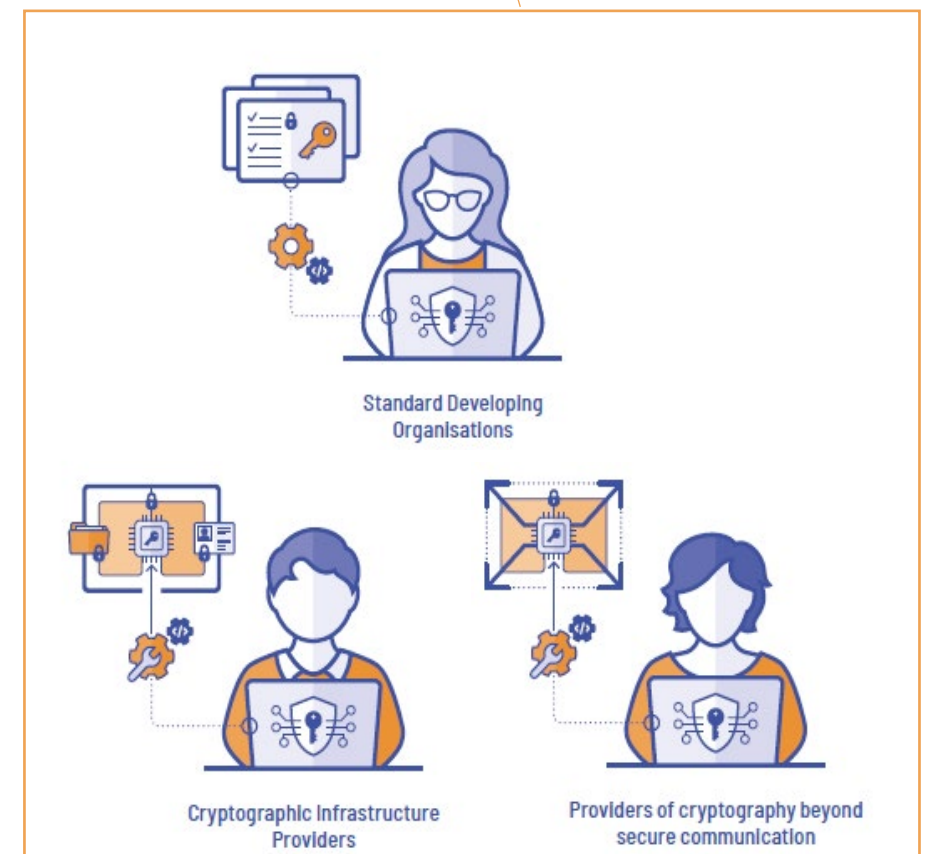 Standard Developing
Organisations
Cryptographic Infrastructure
Providers
Providers of cryptography beyond
secure communication